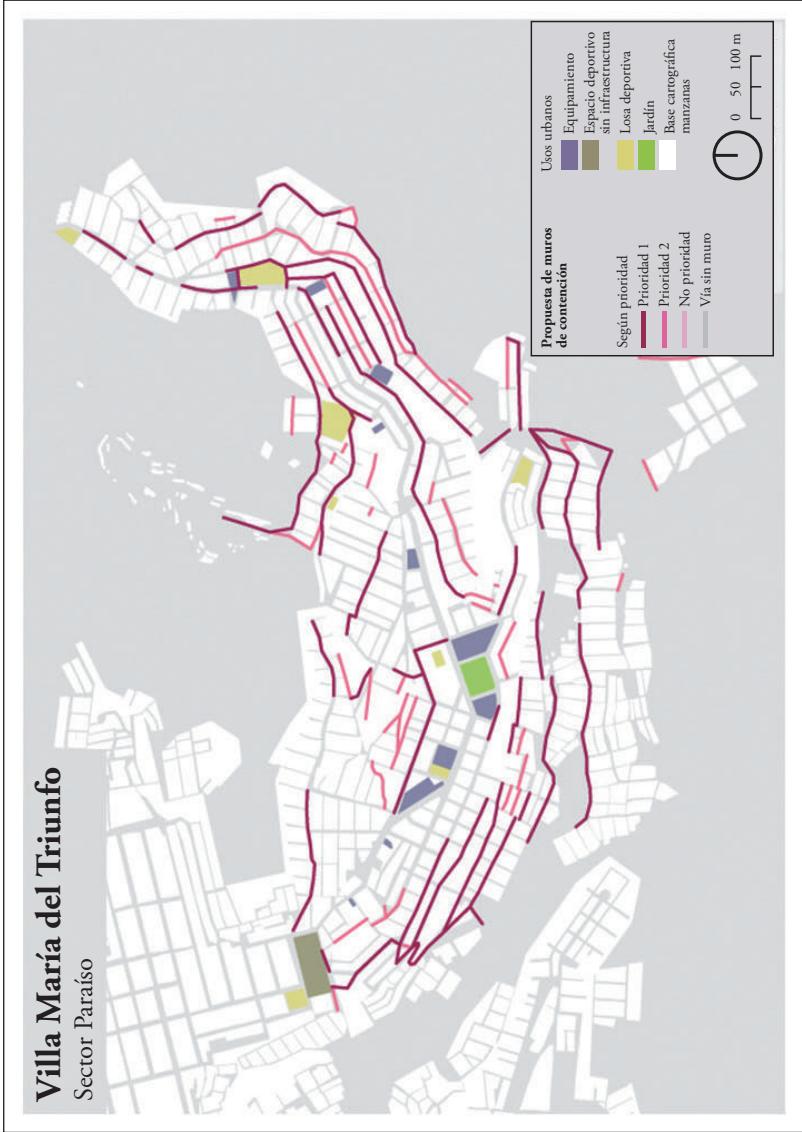 Villa María del Triunfo
Sector Paraíso
Propuesta de muros
de contención
Según prioridad
Prioridad 1
Prioridad 2
No prioridad
Vía sin muro
Usos urbanos
Equipamiento
Espacio deportivo
sin infraestructura
Losa deportiva
Jardín
Base cartográfica
manzanas
0 50 100 m